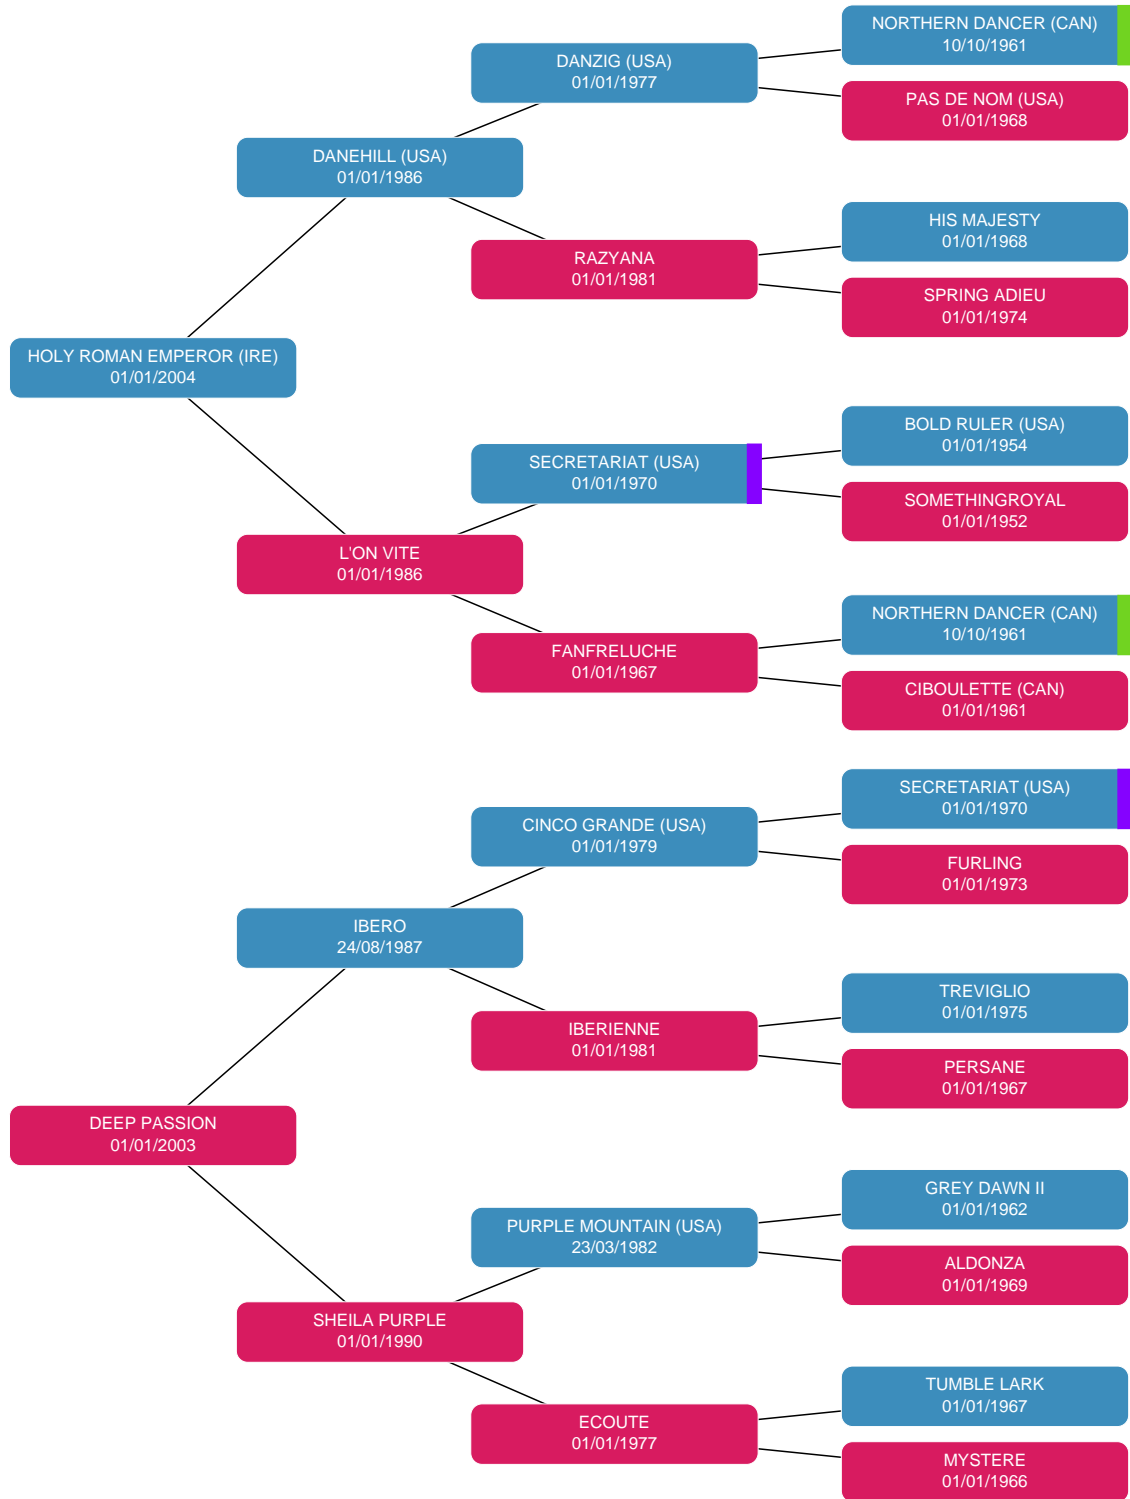 NORTHERN DANCER (CAN)
10/10/1961
DANZIG (USA)
01/01/1977
PAS DE NOM (USA)
01/01/1968
DANEHILL (USA)
01/01/1986
HIS MAJESTY
01/01/1968
RAZYANA
01/01/1981
SPRING ADIEU
01/01/1974
HOLY ROMAN EMPEROR (IRE)
01/01/2004
BOLD RULER (USA)
01/01/1954
SECRETARIAT (USA)
01/01/1970
SOMETHINGROYAL
01/01/1952
L'ON VITE
01/01/1986
NORTHERN DANCER (CAN)
10/10/1961
FANFRELUCHE
01/01/1967
CIBOULETTE (CAN)
01/01/1961
SECRETARIAT (USA)
01/01/1970
CINCO GRANDE (USA)
01/01/1979
FURLING
01/01/1973
IBERO
24/08/1987
TREVIGLIO
01/01/1975
IBERIENNE
01/01/1981
PERSANE
01/01/1967
DEEP PASSION
01/01/2003
GREY DAWN II
01/01/1962
PURPLE MOUNTAIN (USA)
23/03/1982
ALDONZA
01/01/1969
SHEILA PURPLE
01/01/1990
TUMBLE LARK
01/01/1967
ECOUTE
01/01/1977
MYSTERE
01/01/1966